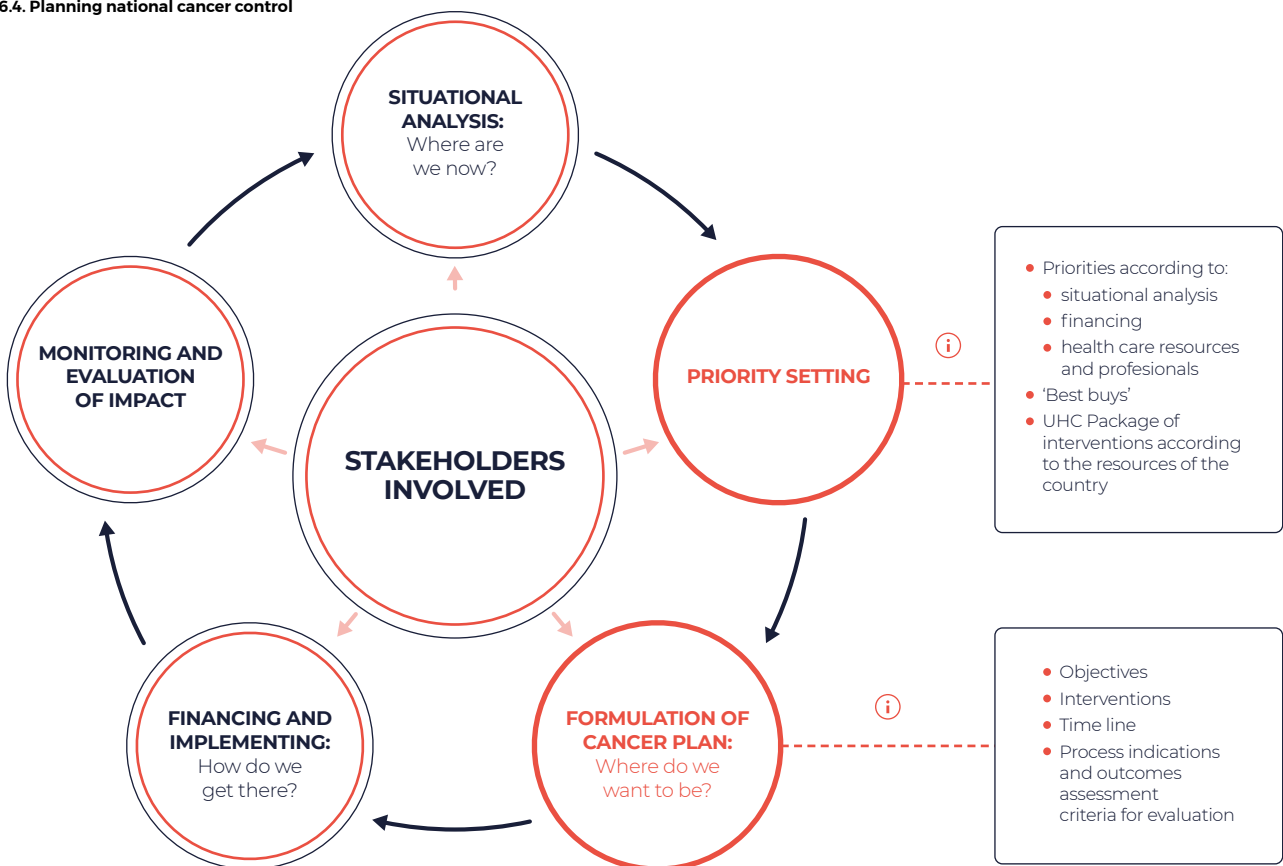 6.4. Planning national cancer control
SITUATIONAL
ANALYSIS:
Where are
we now?
PRIORITY SETTING
i
Priorities according to:
situational analysis
financing
health care resources
and profesionals
‘Best buys’
UHC Package of
interventions according
to the resources of the
country
MONITORING AND
EVALUATION
OF IMPACT
STAKEHOLDERS
INVOLVED
FINANCING AND
IMPLEMENTING:
How do we
get there?
FORMULATION OF
CANCER PLAN:
Where do we
want to be?
i
Objectives
Interventions
Time line
Process indications
and outcomes
assessment
criteria for evaluation